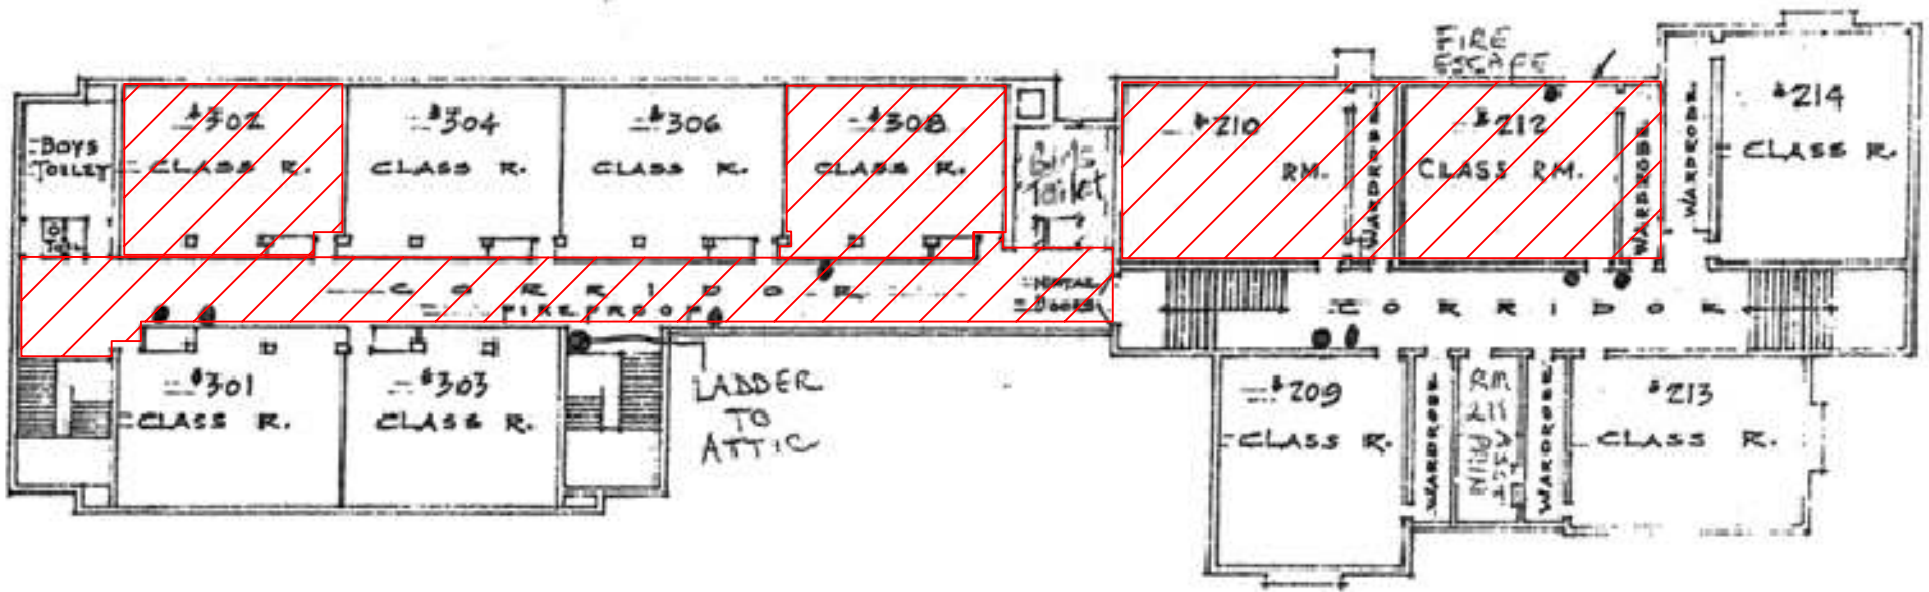 BOYS
TOILET
#302
CLASS R.
#304
CLASS R.
#306
CLASS R.
#308
CLASS R.
Girls
Toilet
#210
RM.
WARDROBE
#212
CLASS RM.
WARDROBE
FIRE
WARDROBE
#214
CLASS R.
CORRIDOR
FIREPROOF
METAL
DOORS
CORRIDOR
#301
CLASS R.
#303
CLASS R.
LADDER
TO
ATTIC
#209
CLASS R.
WARDROBE
RM
211
WARDROBE
#213
CLASS R.